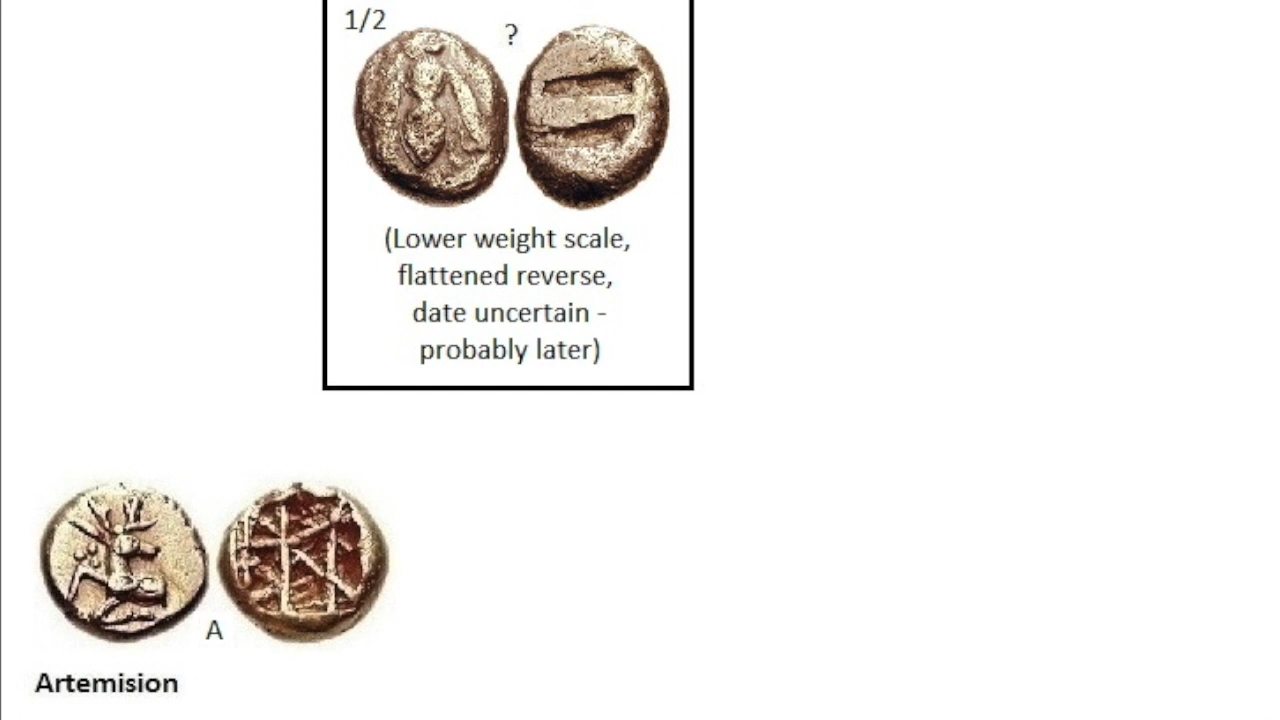 1/2
?
(Lower weight scale,
flattened reverse,
date uncertain -
probably later)
A
Artemision